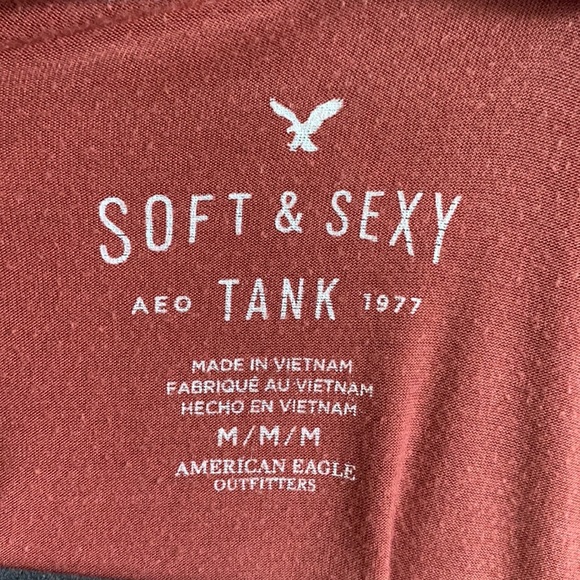 SOFT & SEXY
AEO TANK 1977
MADE IN VIETNAM
FABRIQUÉ AU VIETNAM
HECHO EN VIETNAM
M/M/M
AMERICAN EAGLE
OUTFITTERS